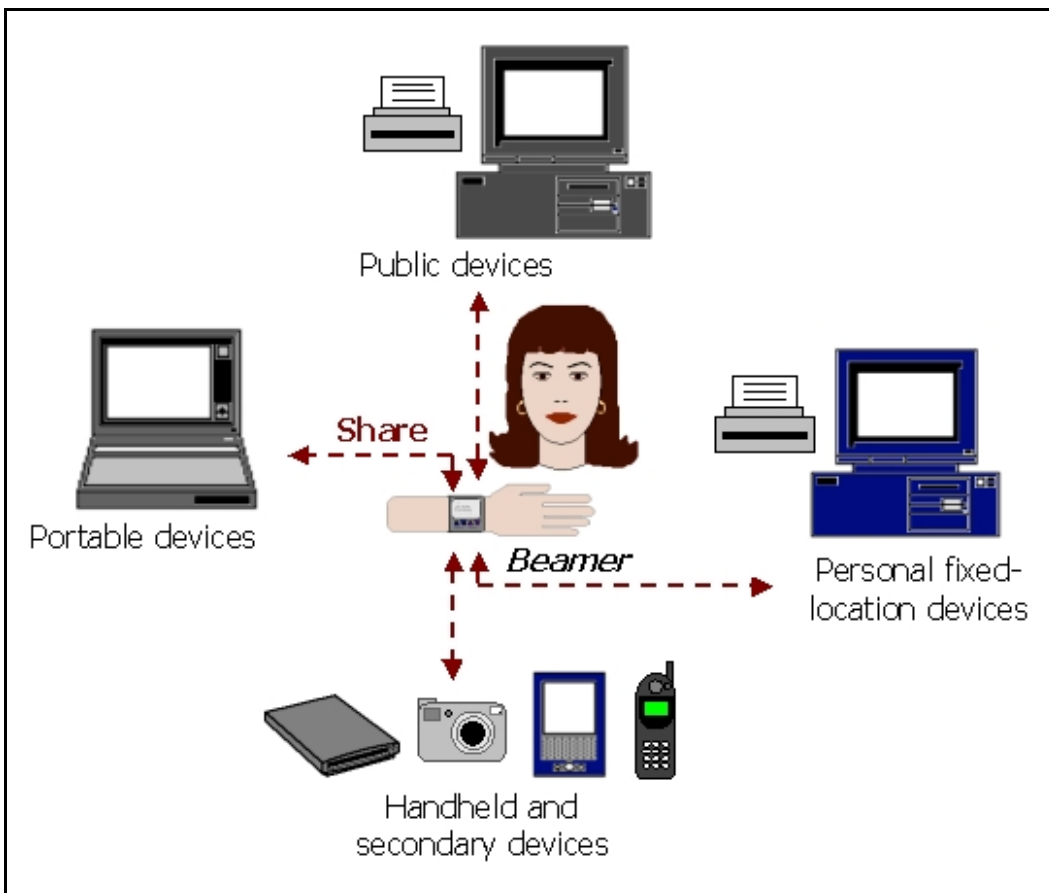 Public devices
Share
Portable devices
Beamer
Personal fixed-
location devices
Handheld and
secondary devices